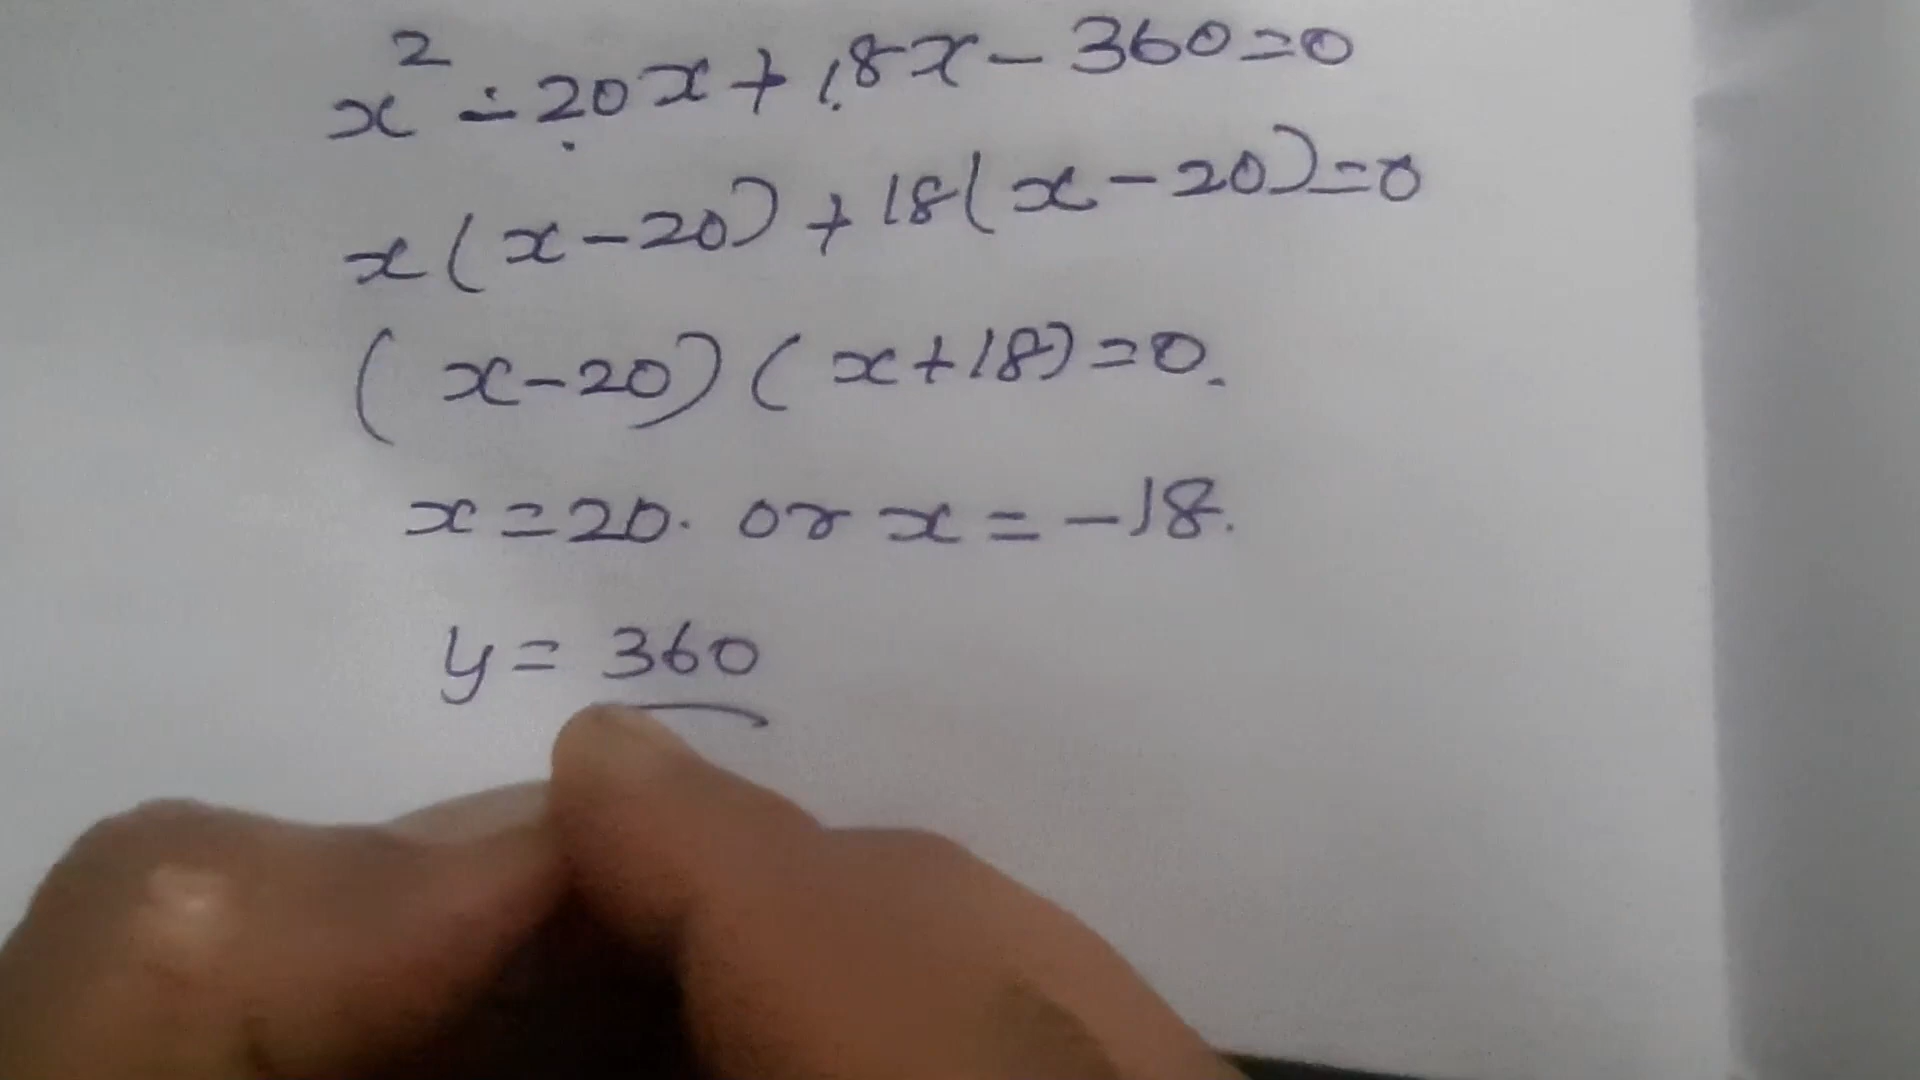 x² - 20x + 18x - 360 = 0
x(x - 20) + 18(x - 20) = 0
(x - 20)(x + 18) = 0.
x = 20. or x = -18.
y = 360